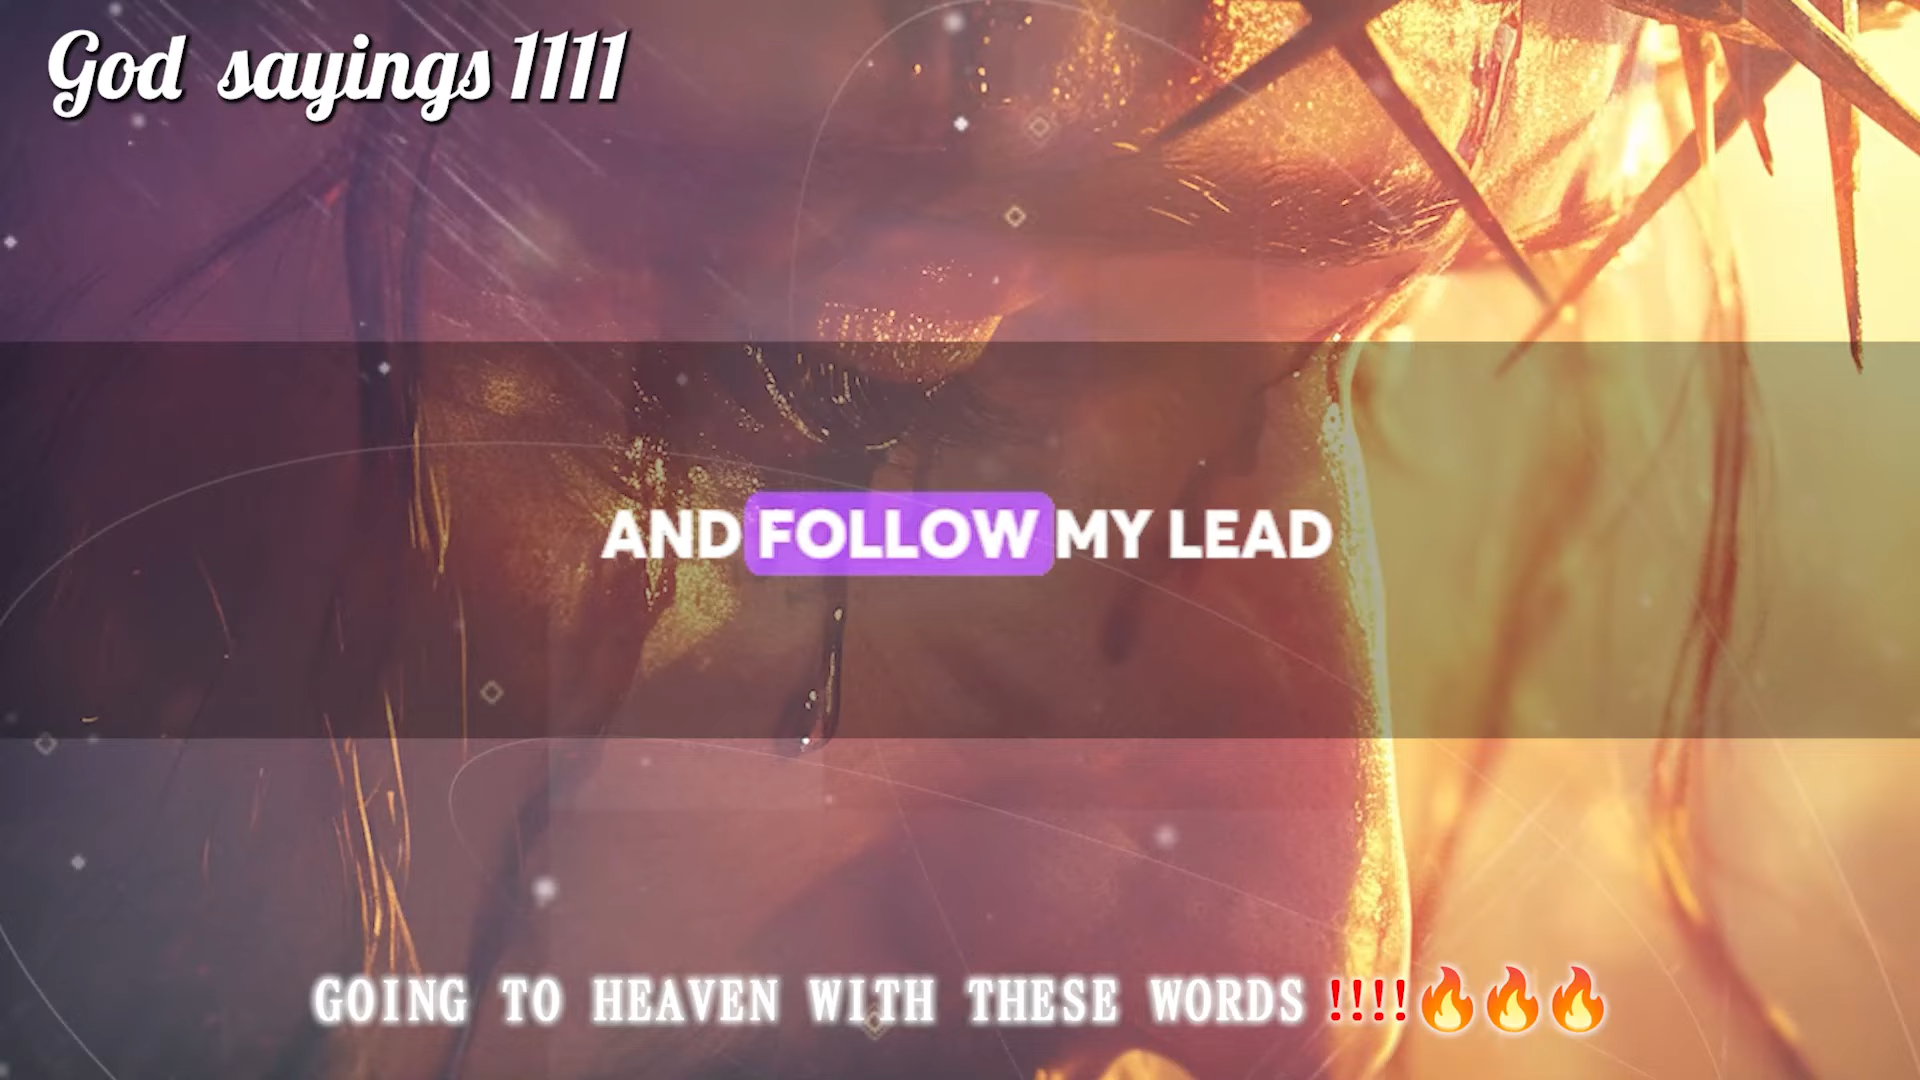 God sayings 1111
AND FOLLOW MY LEAD
GOING TO HEAVEN WITH THESE WORDS !!!!🔥🔥🔥